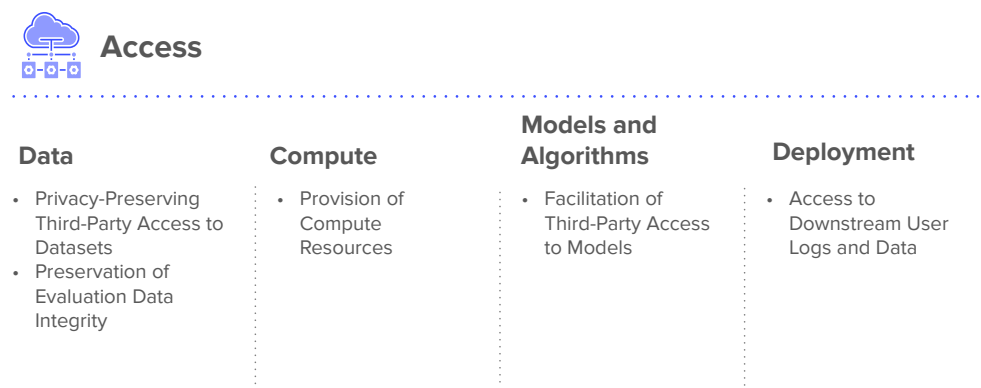 Access
Data
• Privacy-Preserving
Third-Party Access to
Datasets
• Preservation of
Evaluation Data
Integrity
Compute
• Provision of
Compute
Resources
Models and
Algorithms
• Facilitation of
Third-Party Access
to Models
Deployment
• Access to
Downstream User
Logs and Data